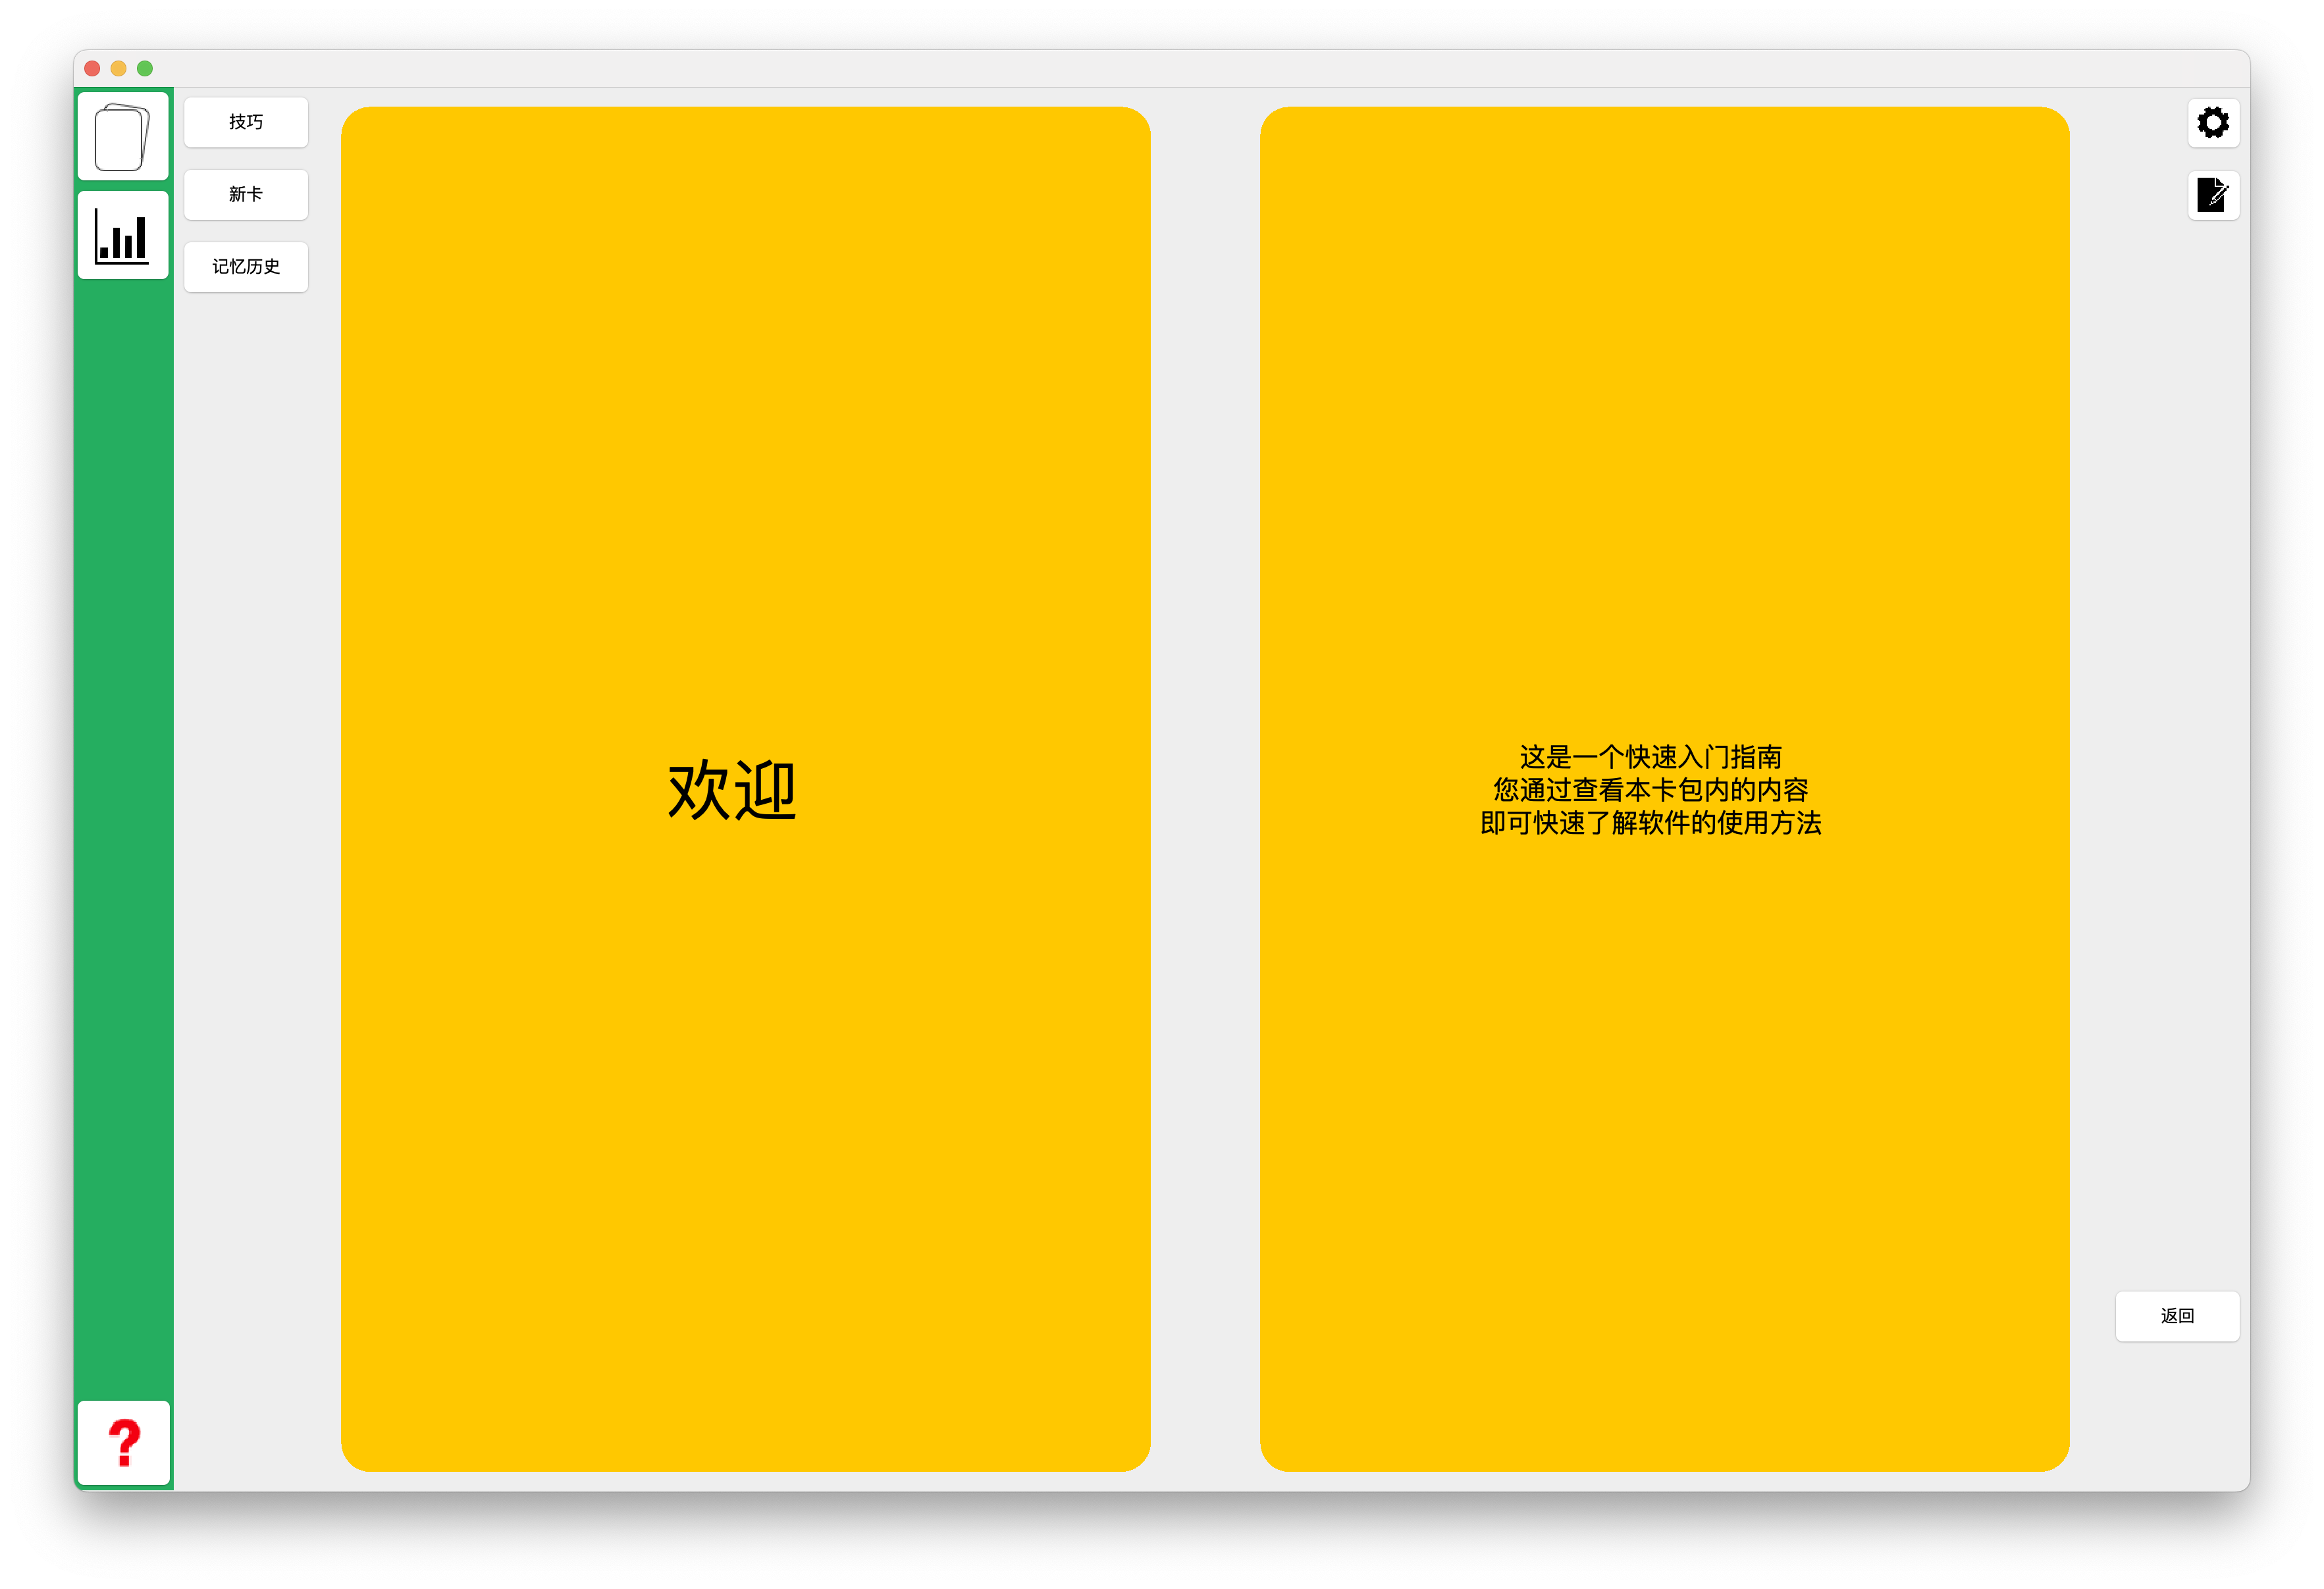 技巧
新卡
记忆历史
欢迎
这是一个快速入门指南
您通过查看本卡包内的内容
即可快速了解软件的使用方法
返回
?